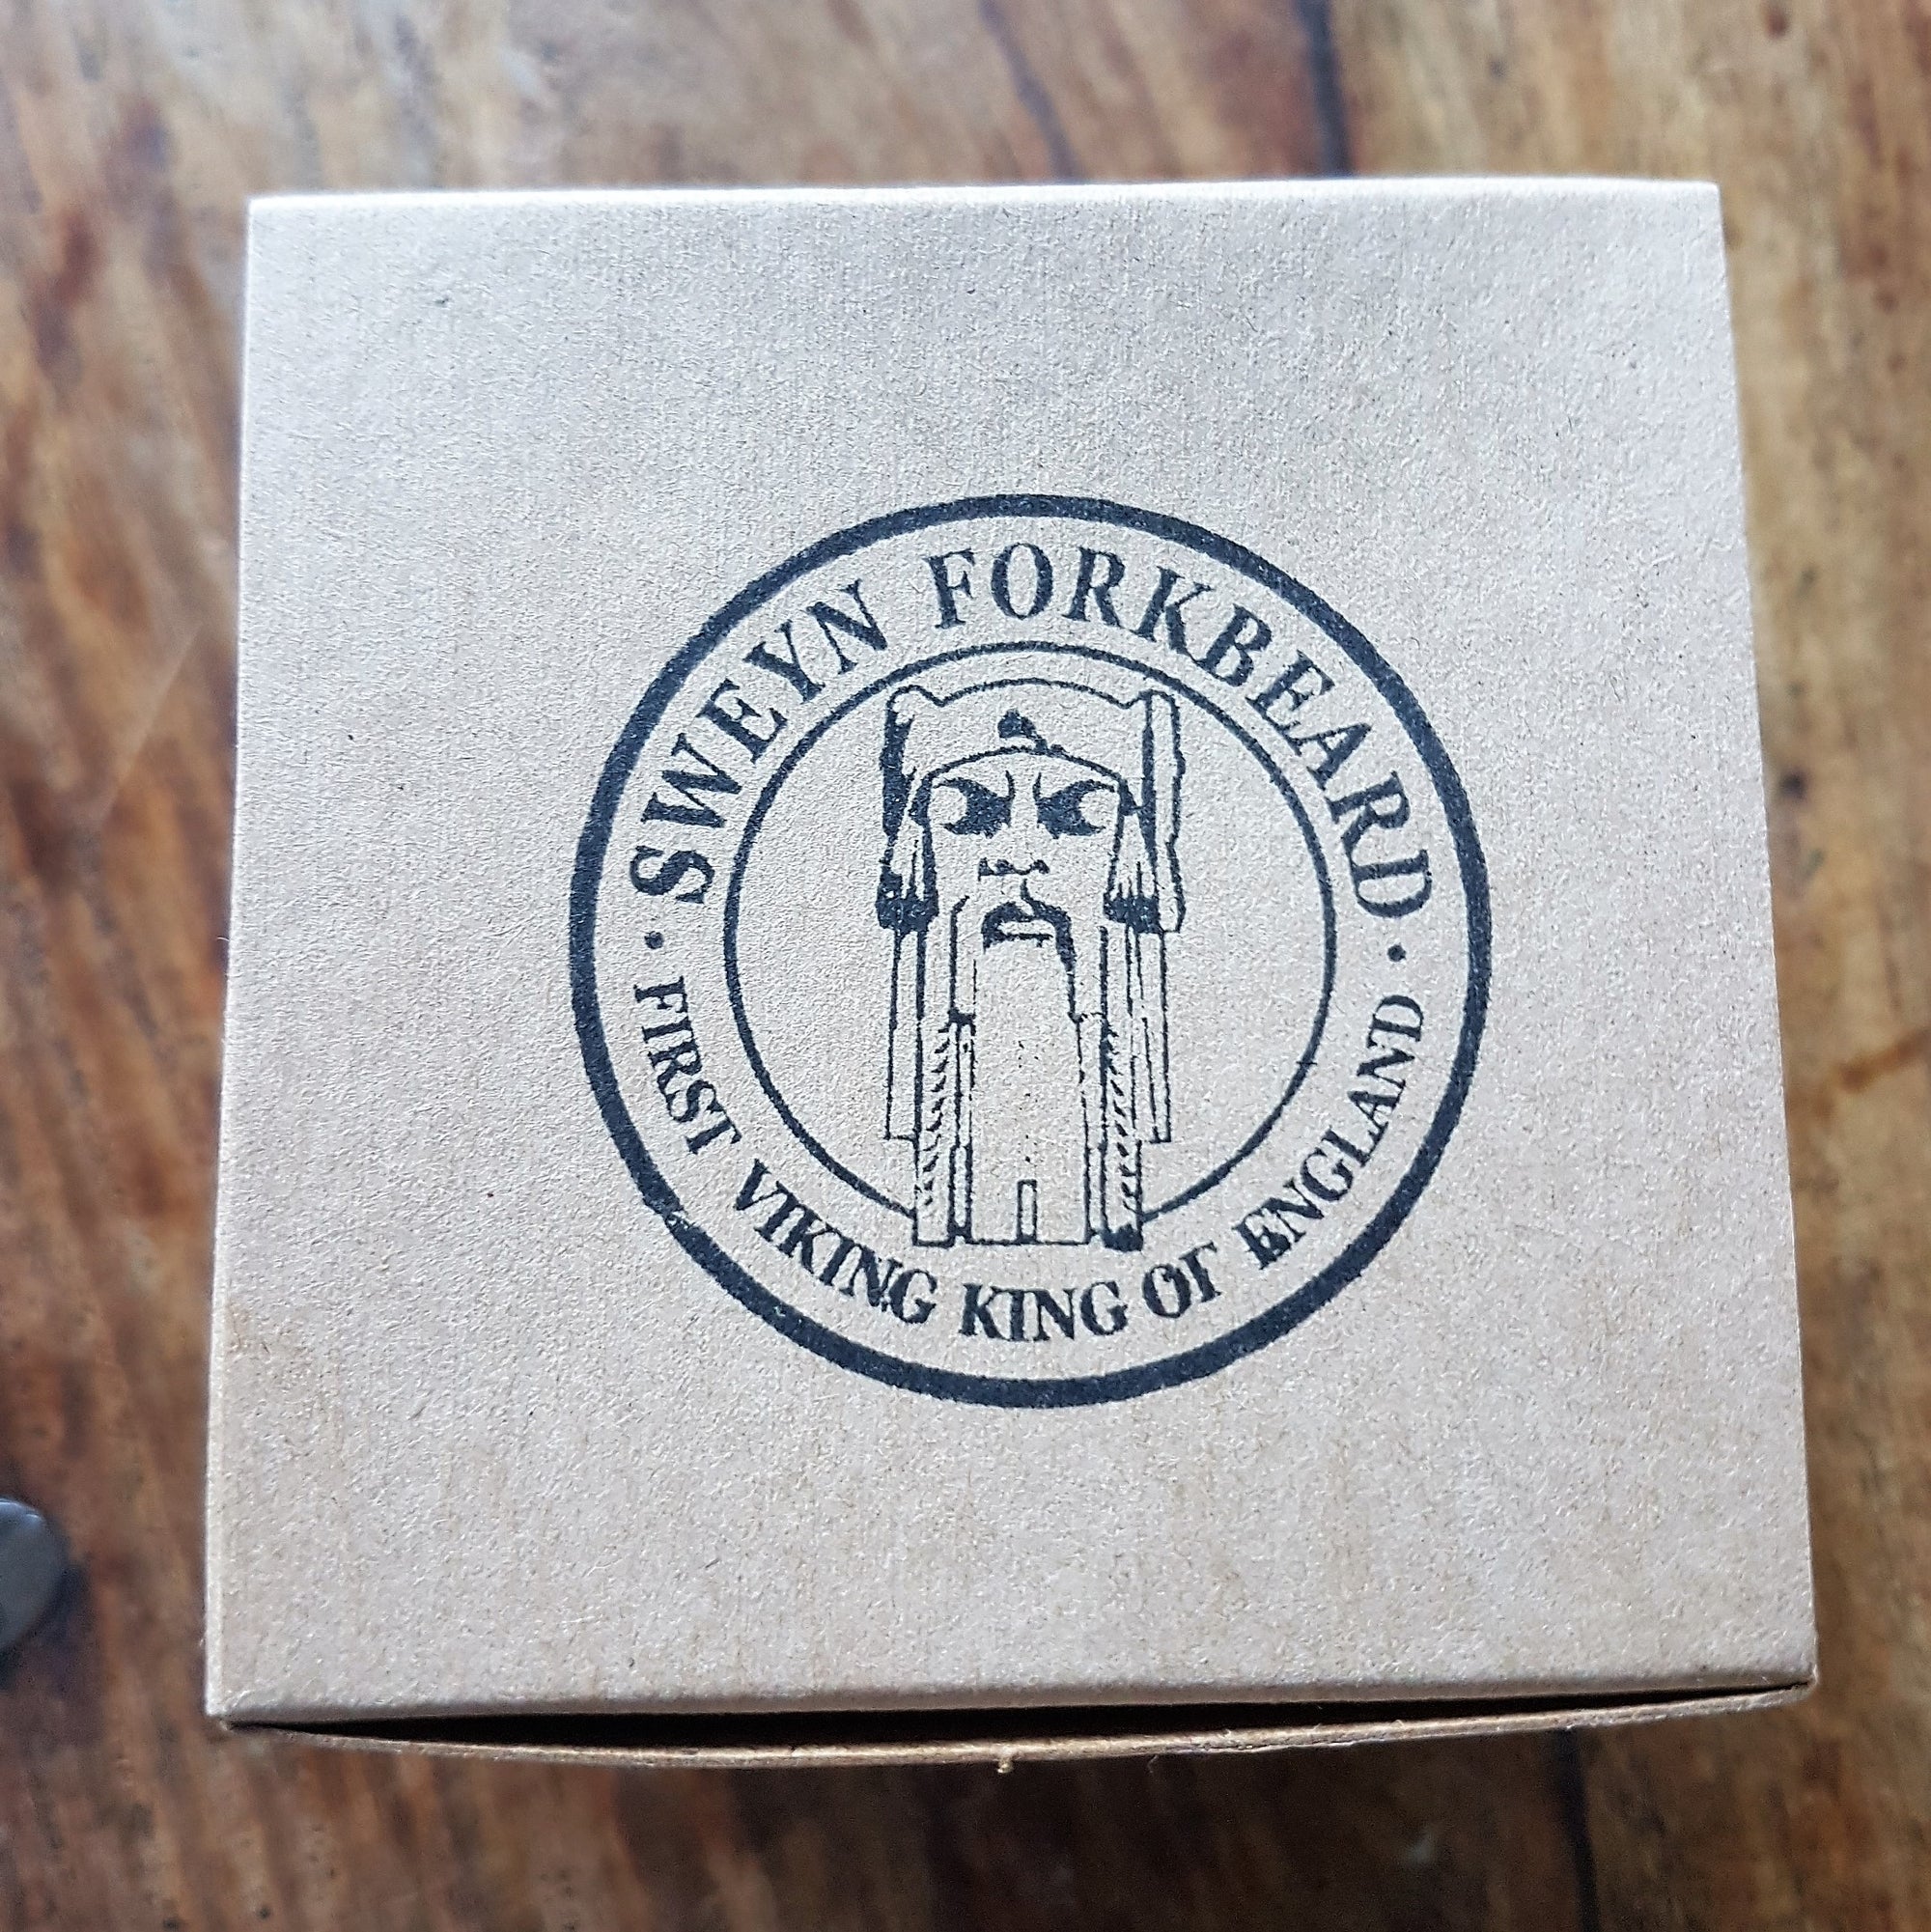 SWEYN FORKBEARD
FIRST VIKING KING OF ENGLAND